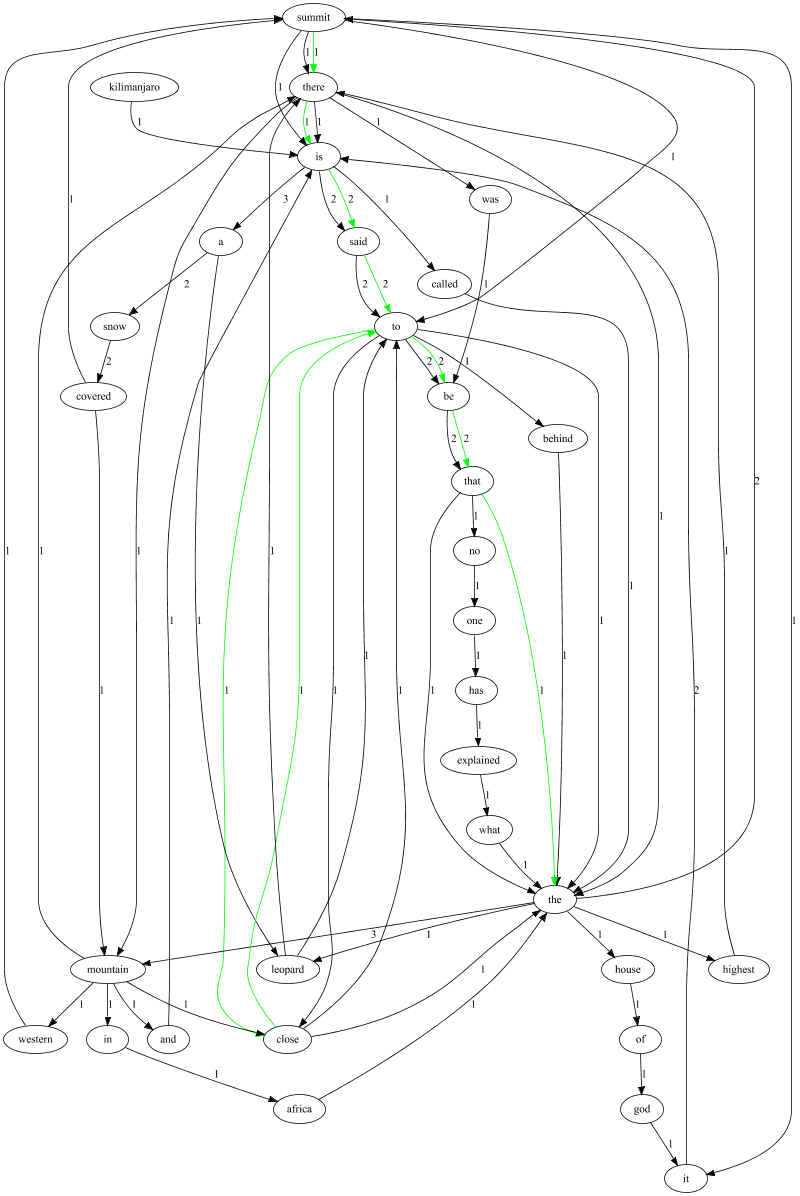 summit
1 1
1
kilimanjaro
there
1
1 1
1
is
1
3
2 2
1
was
1
a
said
2
1
called
2 2
snow
to
1
2
2 2
1
covered
be
2 2
behind
that
1
no
2
1 1 1 1 1
1
one
1 1
1
1
1
has
1 1 1 1 1 1 1 2
1
explained
1
what
1
the
3
1
1
1
mountain
leopard
house
highest
1
1
1
1
1
western
in
and
close
of
1
1
1
africa
god
1
it